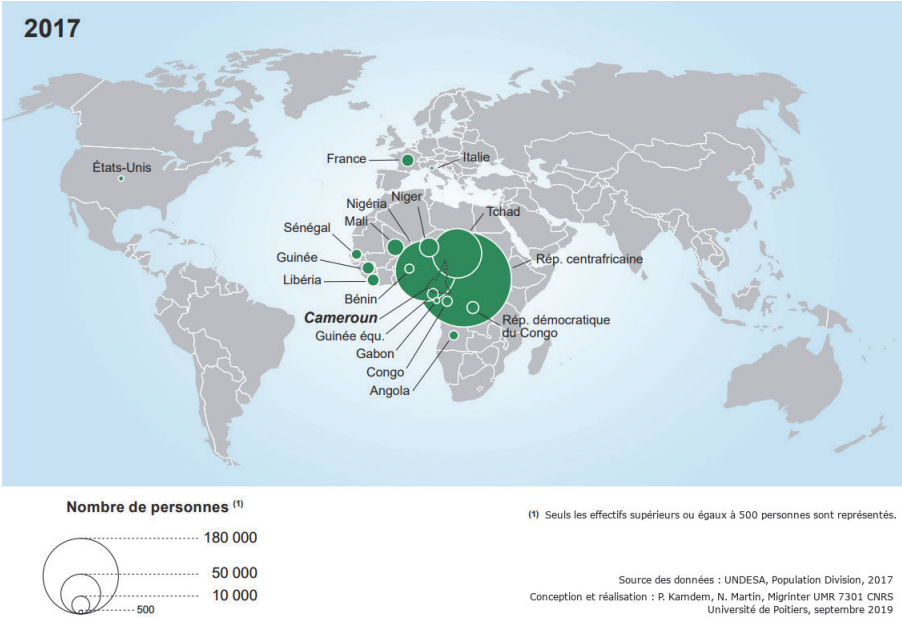 2017
États-Unis
France
Italie
Niger
Nigéria
Mali
Tchad
Sénégal
Guinée
Libéria
Rép. centrafricaine
Bénin
Cameroun
Guinée équ.
Gabon
Congo
Angola
Rép. démocratique
du Congo
Nombre de personnes (1)
180 000
50 000
10 000
500
(1) Seuls les effectifs supérieurs ou égaux à 500 personnes sont représentés.
Source des données : UNDESA, Population Division, 2017
Conception et réalisation : P. Kamdem, N. Martin, Migrinter UMR 7301 CNRS
Université de Poitiers, septembre 2019